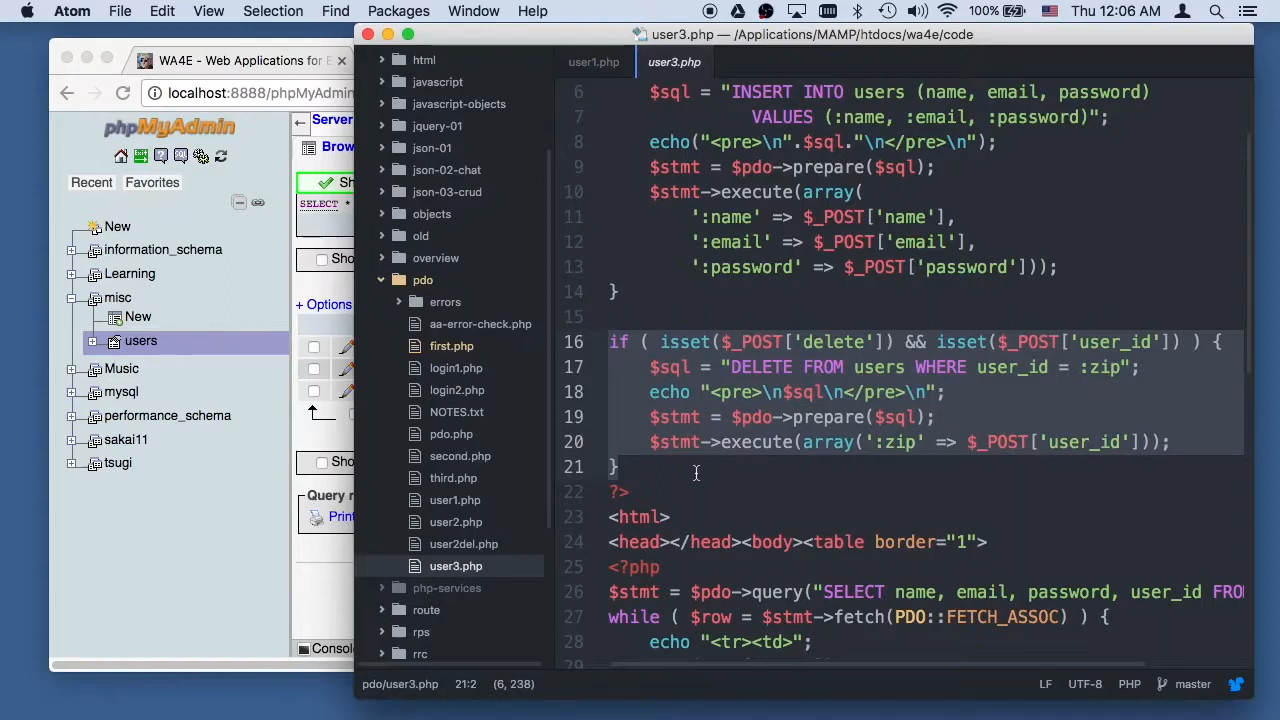 Atom File Edit View Selection Find Packages Window Help 100% Thu 12:06 AM
WA4E - Web Applications for E
localhost:8888/phpMyAdmin
phpMyAdmin
Recent Favorites
New
information_schema
Learning
misc
New
users
Music
mysql
performance_schema
sakai11
tsugi
Server
Brow
Sh
SELECT *
Sho
+ Options
Sho
Query r
Print
Console
user3.php — /Applications/MAMP/htdocs/wa4e/code
html
javascript
javascript-objects
jquery-01
json-01
json-02-chat
json-03-crud
objects
old
overview
pdo
errors
aa-error-check.php
first.php
login1.php
login2.php
NOTES.txt
pdo.php
second.php
third.php
user1.php
user2.php
user2del.php
user3.php
php-services
route
rps
rrc
user1.php user3.php
6 $sql = "INSERT INTO users (name, email, password)
7 VALUES (:name, :email, :password)";
8 echo("<pre>\n".$sql."\n</pre>\n");
9 $stmt = $pdo->prepare($sql);
10 $stmt->execute(array(
11 ':name' => $_POST['name'],
12 ':email' => $_POST['email'],
13 ':password' => $_POST['password']));
14 }
15
16 if ( isset($_POST['delete']) && isset($_POST['user_id']) ) {
17 $sql = "DELETE FROM users WHERE user_id = :zip";
18 echo "<pre>\n$sql\n</pre>\n";
19 $stmt = $pdo->prepare($sql);
20 $stmt->execute(array(':zip' => $_POST['user_id']));
21 }
22 ?>
23 <html>
24 <head></head><body><table border="1">
25 <?php
26 $stmt = $pdo->query("SELECT name, email, password, user_id FRO
27 while ( $row = $stmt->fetch(PDO::FETCH_ASSOC) ) {
28 echo "<tr><td>";
29
pdo/user3.php 21:2 (6, 238) LF UTF-8 PHP master